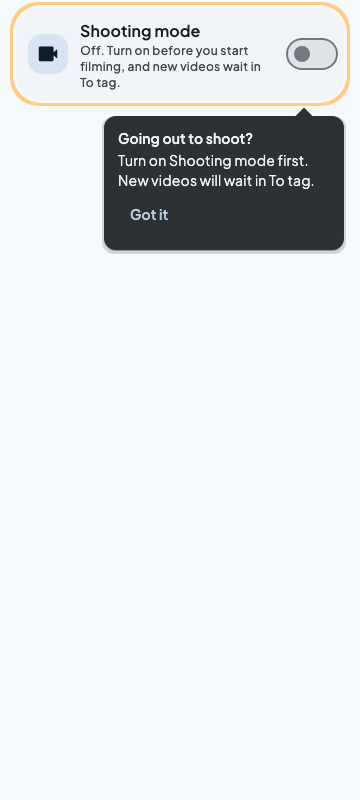 Shooting mode
Off. Turn on before you start
filming, and new videos wait in
To tag.
Going out to shoot?
Turn on Shooting mode first.
New videos will wait in To tag.
Got it